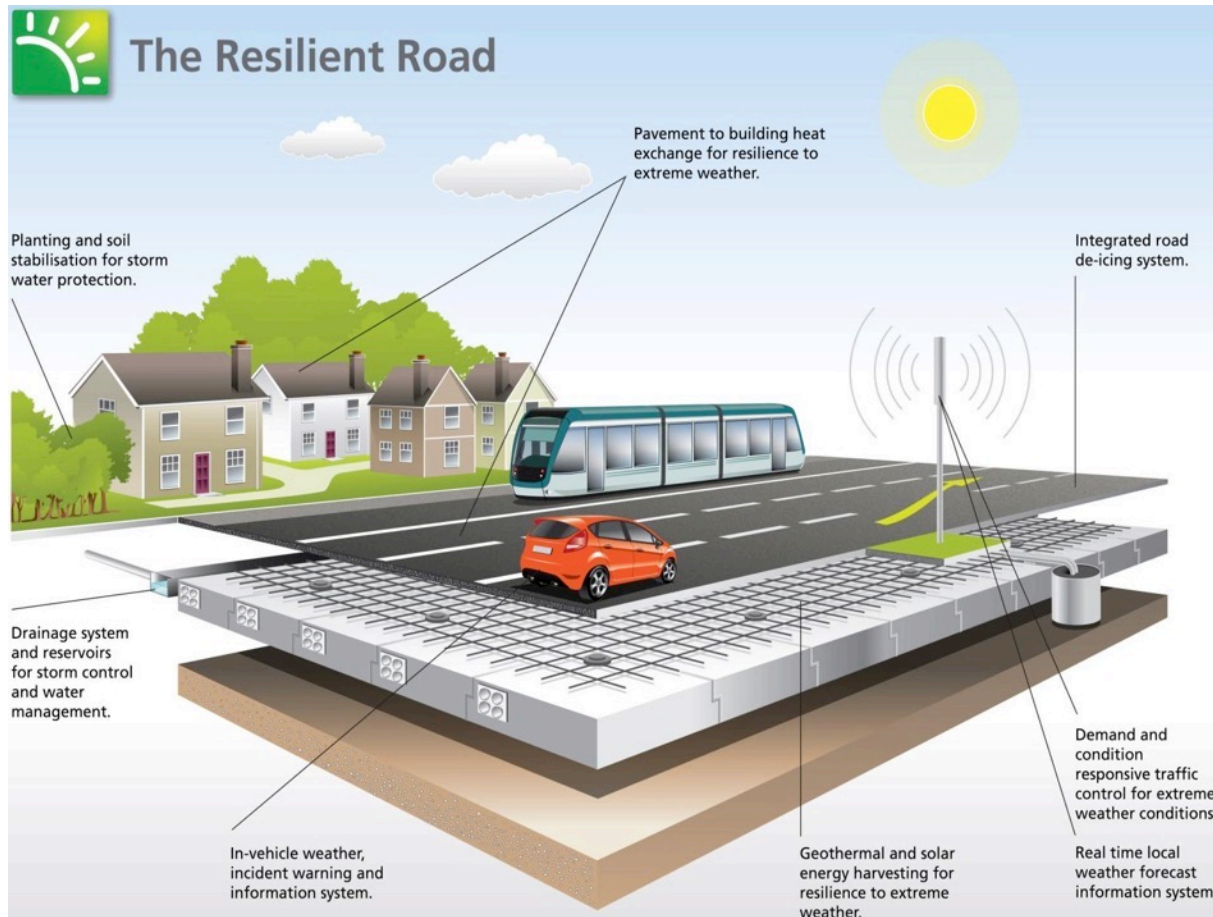 The Resilient Road
Pavement to building heat
exchange for resilience to
extreme weather.
Planting and soil
stabilisation for storm
water protection.
Integrated road
de-icing system.
Drainage system
and reservoirs
for storm control
and water
management.
In-vehicle weather,
incident warning and
information system.
Geothermal and solar
energy harvesting for
resilience to extreme
weather.
Demand and
condition
responsive traffic
control for extreme
weather conditions
Real time local
weather forecast
information system